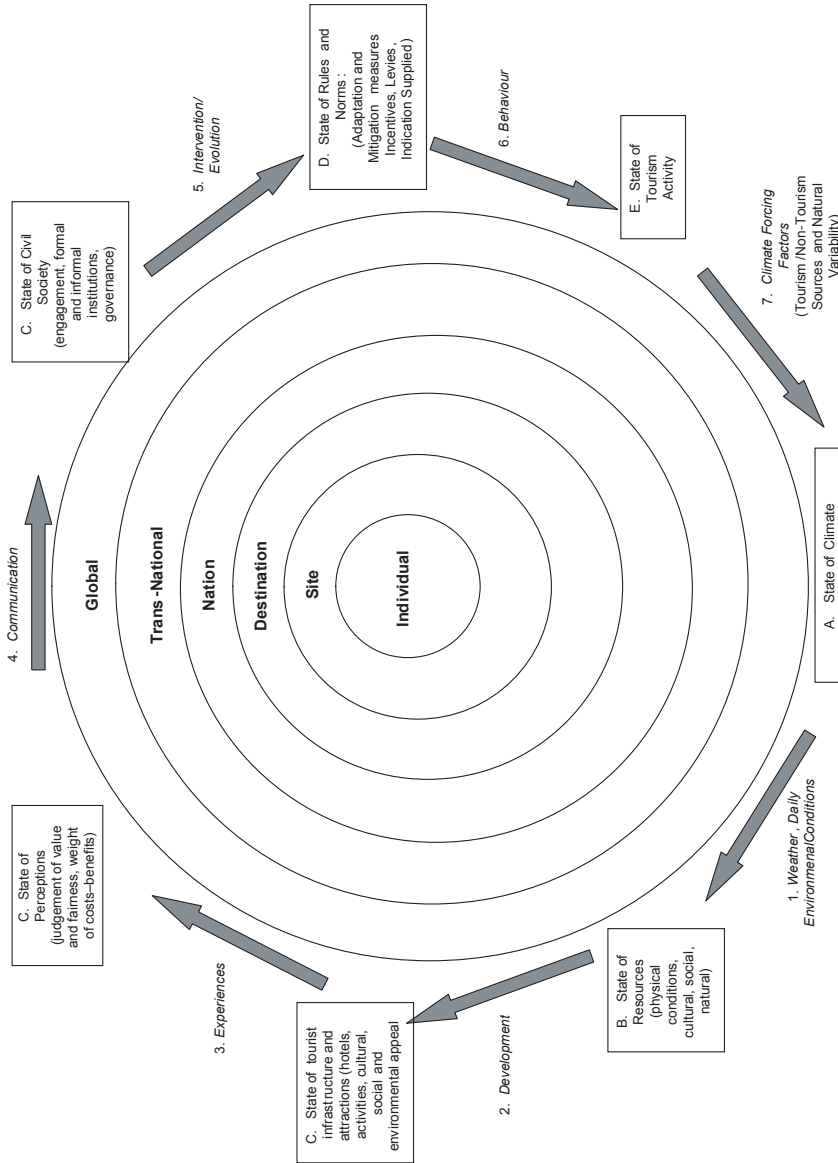 4. Communication
C. State of Civil
Society
(engagement, formal
and informal
institutions,
governance)
5. Intervention/
Evolution
D. State of Rules and
Norms :
(Adaptation and
Mitigation measures
Incentives, Levies ,
Indication Supplied)
6. Behaviour
E. State of
Tourism
Activity
7. Climate Forcing
Factors
(Tourism /Non-Tourism
Sources and Natural
Variability)
A. State of Climate
1. Weather , Daily
EnvironmenalConditions
B. State of
Resources
(physical
conditions,
cultural, social,
natural)
2. Development
C. State of tourist
infrast ructure and
attractions (hotels,
activities, cultural,
social and
environmental appeal
3. Experiences
C. State of
Perceptions
(judgement of value
and fairness, weight
of costs–benefits)
Global
Trans -National
Nation
Destination
Site
Individual